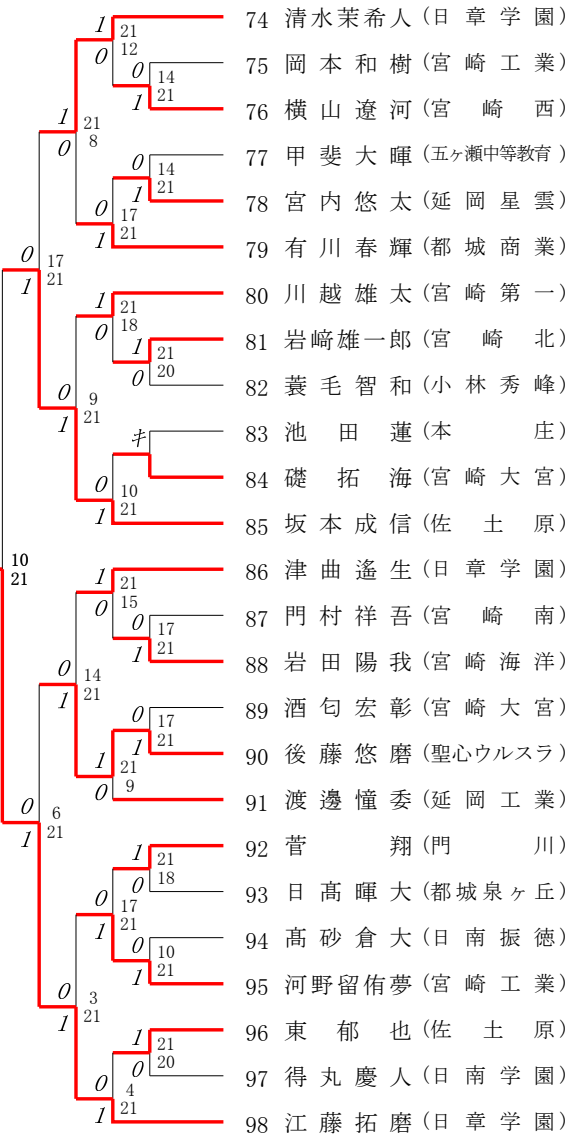 74 清水茉希人 (日章学園)
1 21
0 12
75 岡本和樹 (宮崎工業)
0 14
1 21
76 横山遼河 (宮崎西)
1 21
0 8
77 甲斐大暉 (五ヶ瀬中等教育)
0 14
1 21
78 宮内悠太 (延岡星雲)
0 17
1 21
79 有川春輝 (都城商業)
0 17
1 21
80 川越雄太 (宮崎第一)
1 21
0 18
81 岩﨑雄一郎 (宮崎北)
1 21
0 20
82 蓑毛智和 (小林秀峰)
0 9
1 21
83 池田蓮 (本庄)
キ
84 礎拓海 (宮崎大宮)
0 10
1 21
85 坂本成信 (佐土原)
10
21
86 津曲遙生 (日章学園)
1 21
0 15
87 門村祥吾 (宮崎南)
0 17
1 21
88 岩田陽我 (宮崎海洋)
0 14
1 21
89 酒匂宏彰 (宮崎大宮)
0 17
1 21
90 後藤悠磨 (聖心ウルスラ)
1 21
0 9
91 渡邊憧委 (延岡工業)
0 6
1 21
92 菅翔 (門川)
1 21
0 18
93 日髙暉大 (都城泉ヶ丘)
0 17
1 21
94 髙砂倉大 (日南振徳)
0 10
1 21
95 河野留侑夢 (宮崎工業)
0 3
1 21
96 東郁也 (佐土原)
1 21
0 20
97 得丸慶人 (日南学園)
0 4
1 21
98 江藤拓磨 (日章学園)